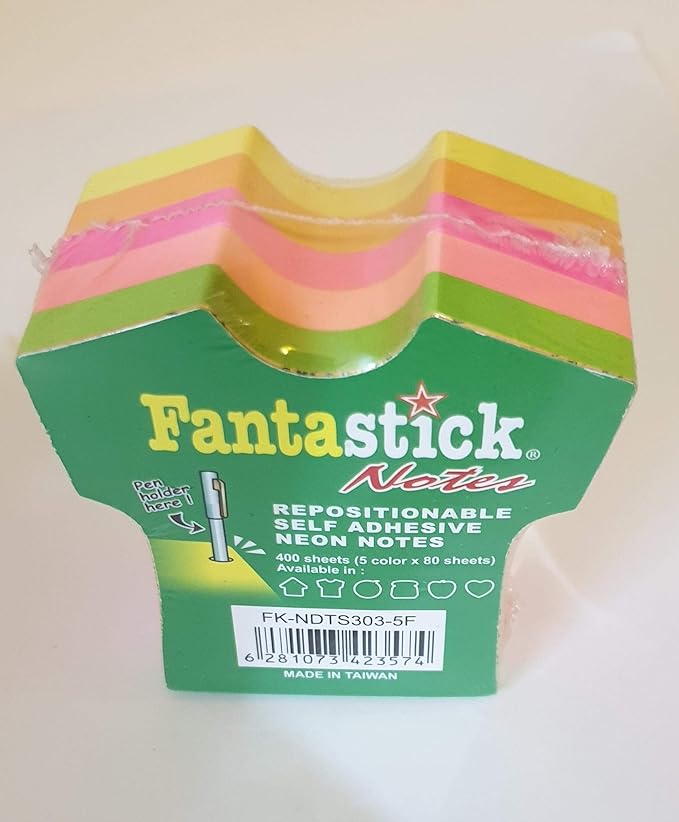 Fantastick®
Notes
Pen
holder
here !
REPOSITIONABLE
SELF ADHESIVE
NEON NOTES
400 sheets (5 color x 80 sheets)
Available in :
FK-NDTS303-5F
6 281073 423574
MADE IN TAIWAN